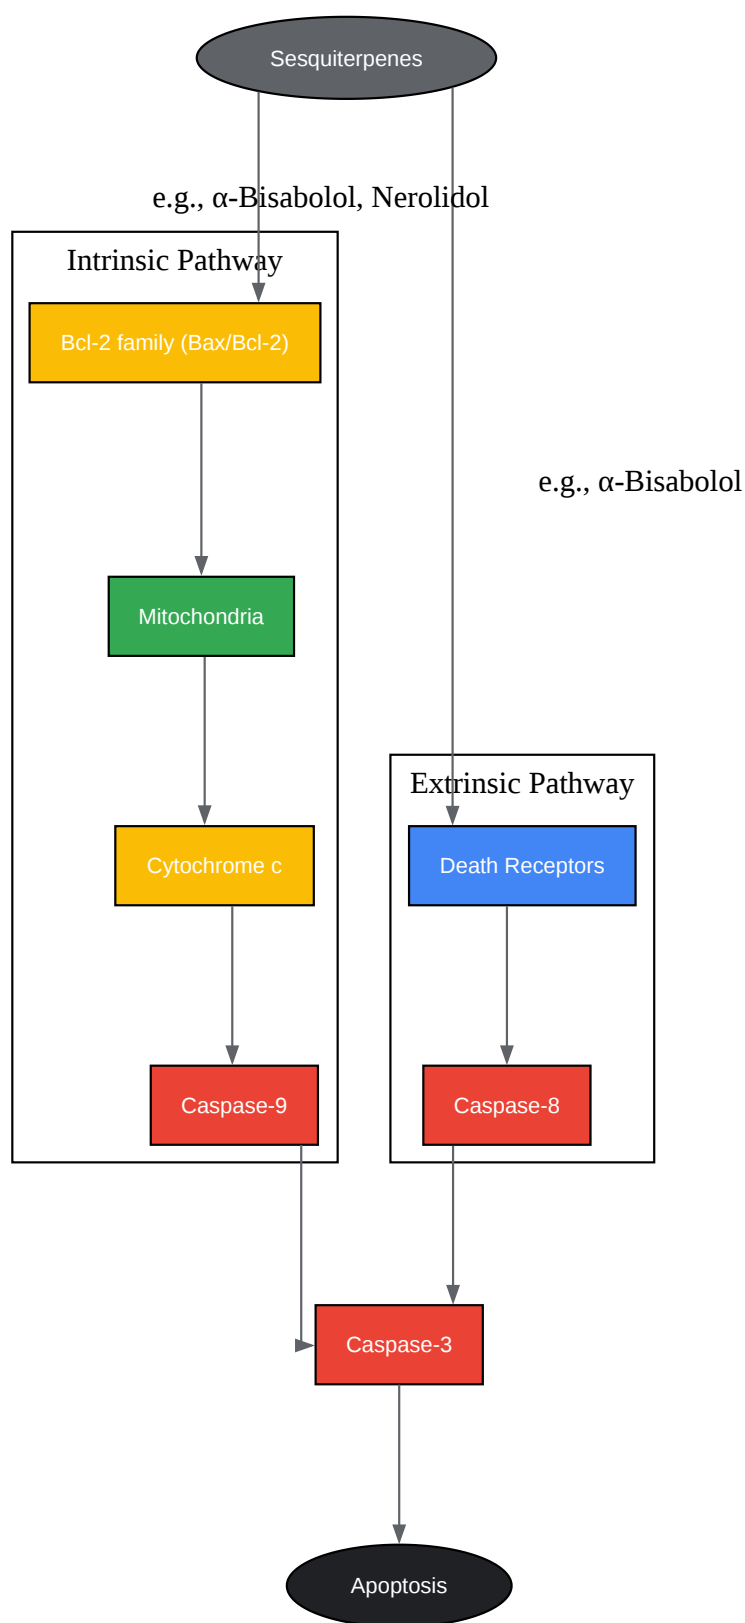 Sesquiterpenes
e.g., α-Bisabolol, Nerolidol
Intrinsic Pathway
Bcl-2 family (Bax/Bcl-2)
e.g., α-Bisabolol
Mitochondria
Extrinsic Pathway
Cytochrome c
Death Receptors
Caspase-9
Caspase-8
Caspase-3
Apoptosis